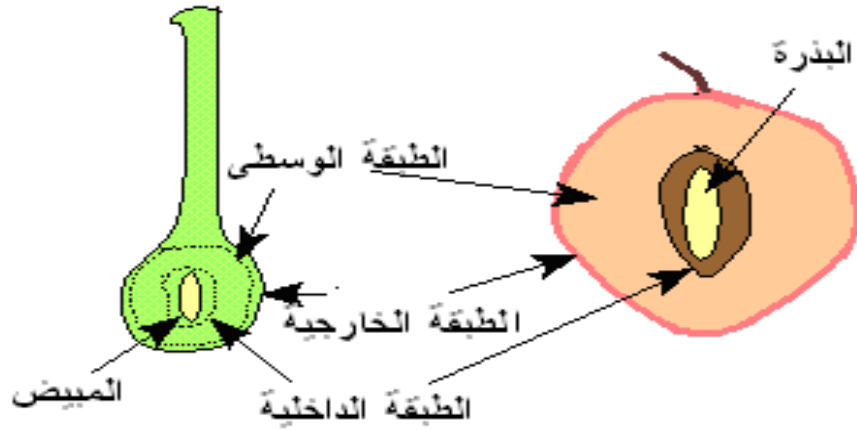 البذرة
الطبقة الوسطى
الطبقة الخارجية
المبيض
الطبقة الداخلية